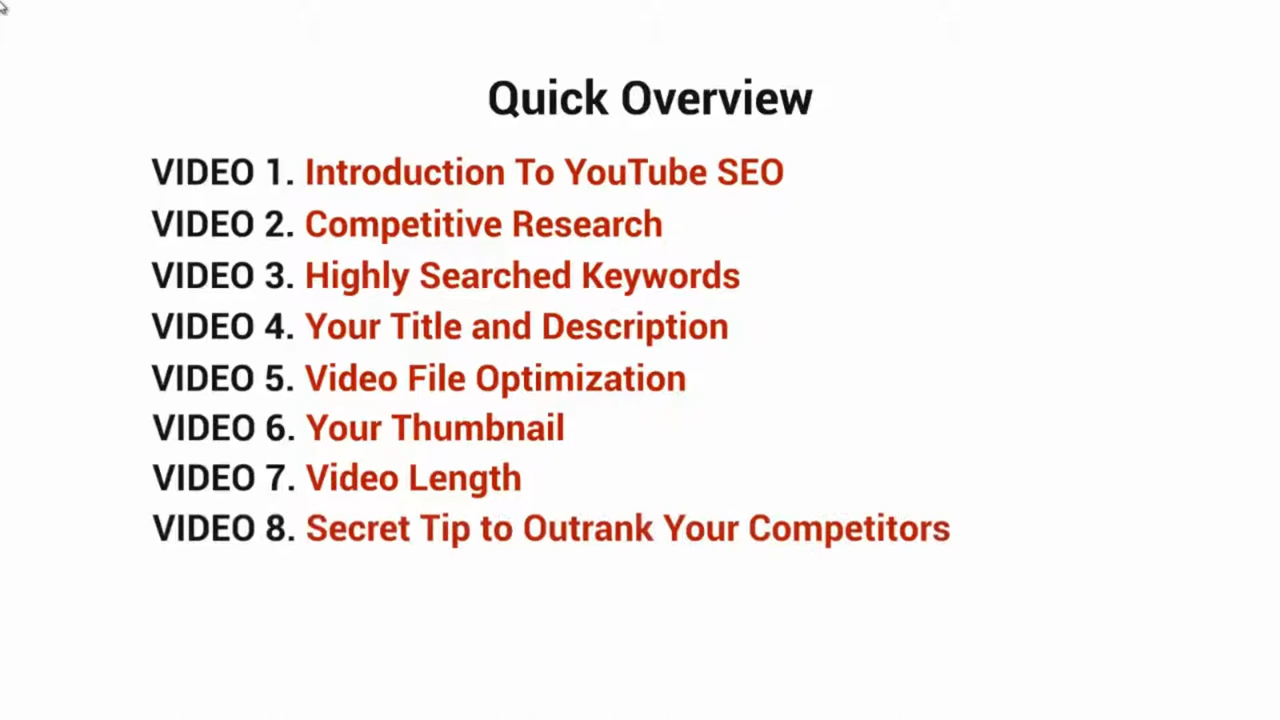 Quick Overview
VIDEO 1. Introduction To YouTube SEO
VIDEO 2. Competitive Research
VIDEO 3. Highly Searched Keywords
VIDEO 4. Your Title and Description
VIDEO 5. Video File Optimization
VIDEO 6. Your Thumbnail
VIDEO 7. Video Length
VIDEO 8. Secret Tip to Outrank Your Competitors